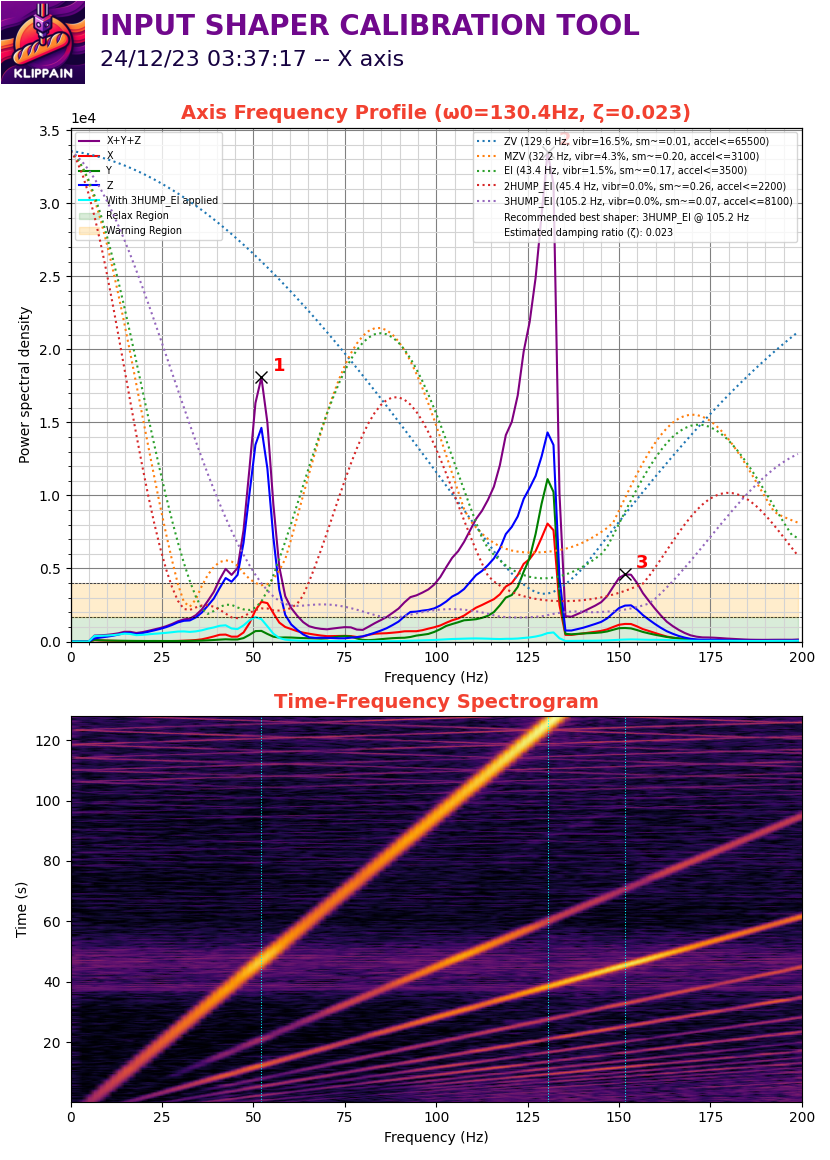 INPUT SHAPER CALIBRATION TOOL
24/12/23 03:37:17 -- X axis
KLIPPAIN
Axis Frequency Profile (ω0=130.4Hz, ζ=0.023)
1e4
X+Y+Z
X
Y
Z
With 3HUMP_EI applied
Relax Region
Warning Region
ZV (129.6 Hz, vibr=16.5%, sm~=0.01, accel<=65500)
MZV (32.2 Hz, vibr=4.3%, sm~=0.20, accel<=3100)
EI (43.4 Hz, vibr=1.5%, sm~=0.17, accel<=3500)
2HUMP_EI (45.4 Hz, vibr=0.0%, sm~=0.26, accel<=2200)
3HUMP_EI (105.2 Hz, vibr=0.0%, sm~=0.07, accel<=8100)
Recommended best shaper: 3HUMP_EI @ 105.2 Hz
Estimated damping ratio (ζ): 0.023
2
1
3
3.5
3.0
2.5
2.0
1.5
1.0
0.5
0.0
Power spectral density
0 25 50 75 100 125 150 175 200
Frequency (Hz)
Time-Frequency Spectrogram
120
100
80
60
40
20
Time (s)
0 25 50 75 100 125 150 175 200
Frequency (Hz)